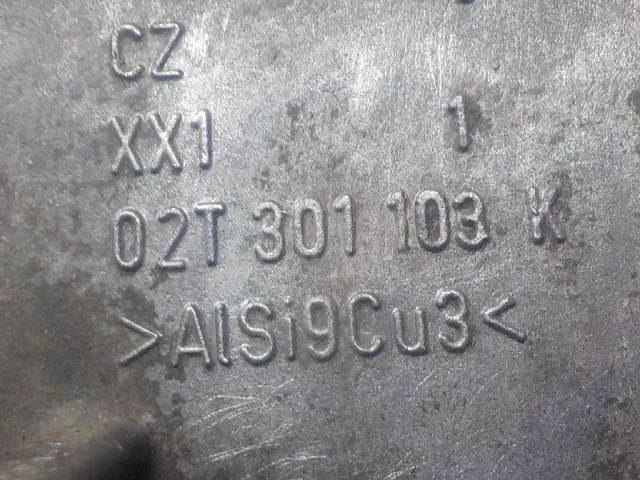 CZ
XX1 1
02T 301 103 K
>AlSi9Cu3<